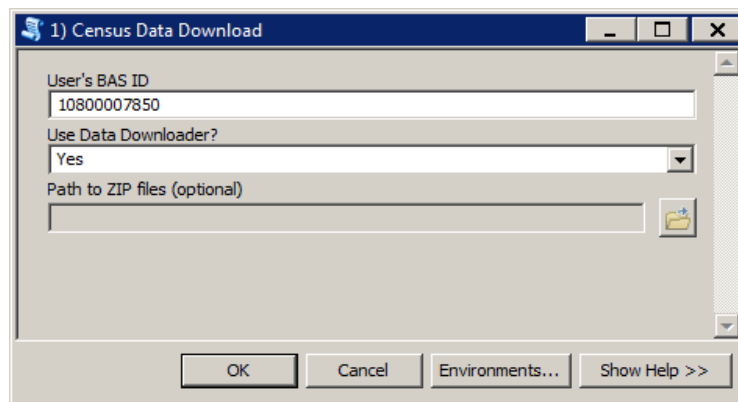 1) Census Data Download
User's BAS ID
10800007850
Use Data Downloader?
Yes
Path to ZIP files (optional)
OK Cancel Environments... Show Help >>